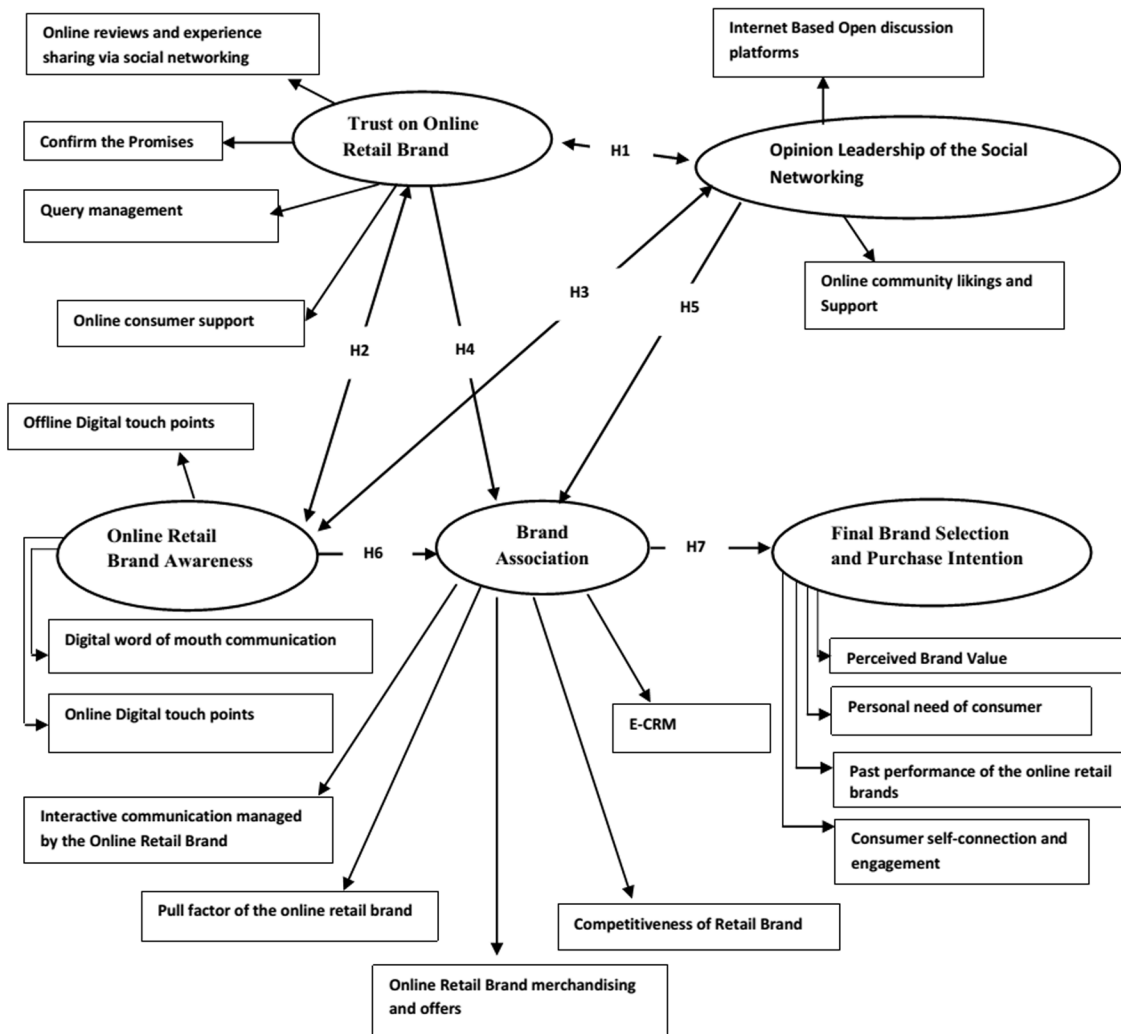 Online reviews and experience
sharing via social networking
Internet Based Open discussion
platforms
Trust on Online
Retail Brand
Confirm the Promises
H1
Opinion Leadership of the Social
Networking
Query management
Online community likings and
Support
Online consumer support
H3
H5
H2
H4
Offline Digital touch points
Online Retail
Brand Awareness
H6
Brand
Association
H7
Final Brand Selection
and Purchase Intention
Digital word of mouth communication
Perceived Brand Value
Online Digital touch points
E-CRM
Personal need of consumer
Past performance of the online retail
brands
Interactive communication managed
by the Online Retail Brand
Consumer self-connection and
engagement
Pull factor of the online retail brand
Competitiveness of Retail Brand
Online Retail Brand merchandising
and offers